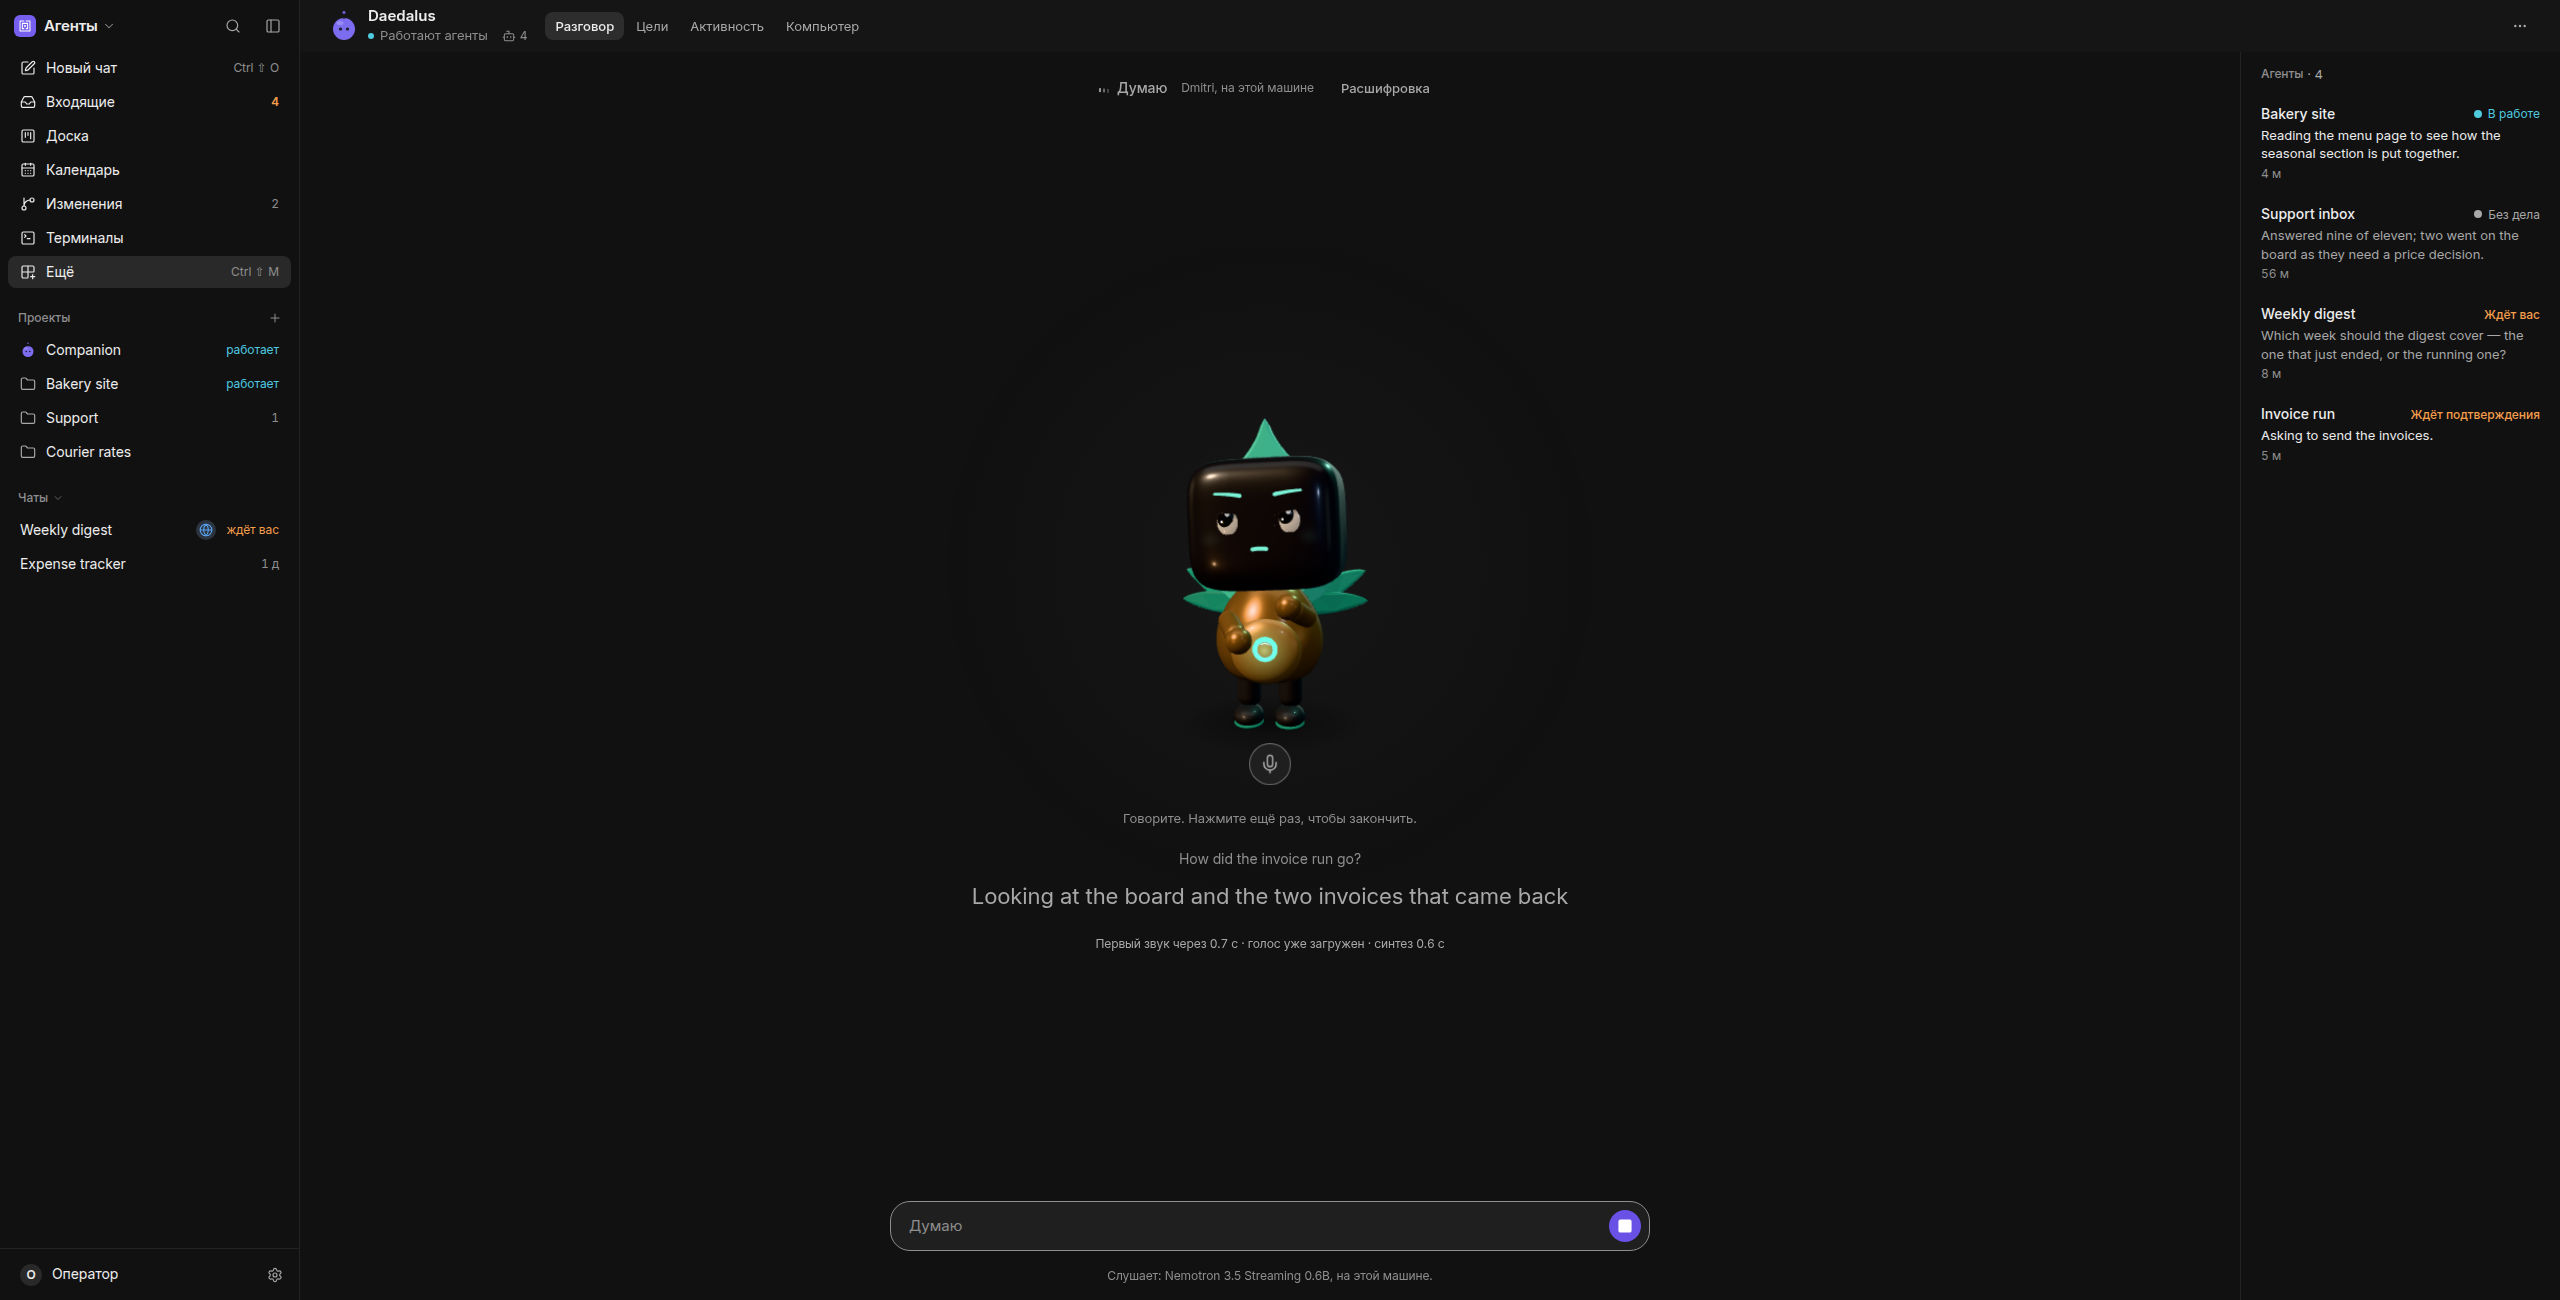 Агенты
Новый чат Ctrl ⇧ O
Входящие 4
Доска
Календарь
Изменения 2
Терминалы
Ещё Ctrl ⇧ M
Проекты
Companion работает
Bakery site работает
Support 1
Courier rates
Чаты
Weekly digest ждёт вас
Expense tracker 1 д
О Оператор
Daedalus
Работают агенты 4
Разговор Цели Активность Компьютер
Думаю Dmitri, на этой машине Расшифровка
Говорите. Нажмите ещё раз, чтобы закончить.
How did the invoice run go?
Looking at the board and the two invoices that came back
Первый звук через 0.7 с · голос уже загружен · синтез 0.6 с
Думаю
Слушает: Nemotron 3.5 Streaming 0.6B, на этой машине.
Агенты · 4
Bakery site В работе
Reading the menu page to see how the
seasonal section is put together.
4 м
Support inbox Без дела
Answered nine of eleven; two went on the
board as they need a price decision.
56 м
Weekly digest Ждёт вас
Which week should the digest cover — the
one that just ended, or the running one?
8 м
Invoice run Ждёт подтверждения
Asking to send the invoices.
5 м